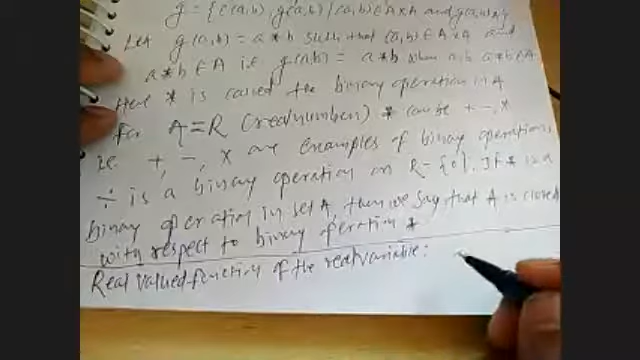 g = {(a,b), g(a,b) / (a,b) ∈ A×A and g(a,b) ∈ A}
Let g(a,b) = a * b such that (a,b) ∈ A×A and
a * b ∈ A i.e. g(a,b) = a * b when a,b, a*b ∈ A.
Here * is called the binary operation in A
For A = R (real number) * can be + −, ×
i.e. +, −, × are examples of binary operations
÷ is a binary operation on R − {0}. If * is a
binary operation in set A, then we say that A is closed
with respect to binary operation *
Real valued function of the real variable: